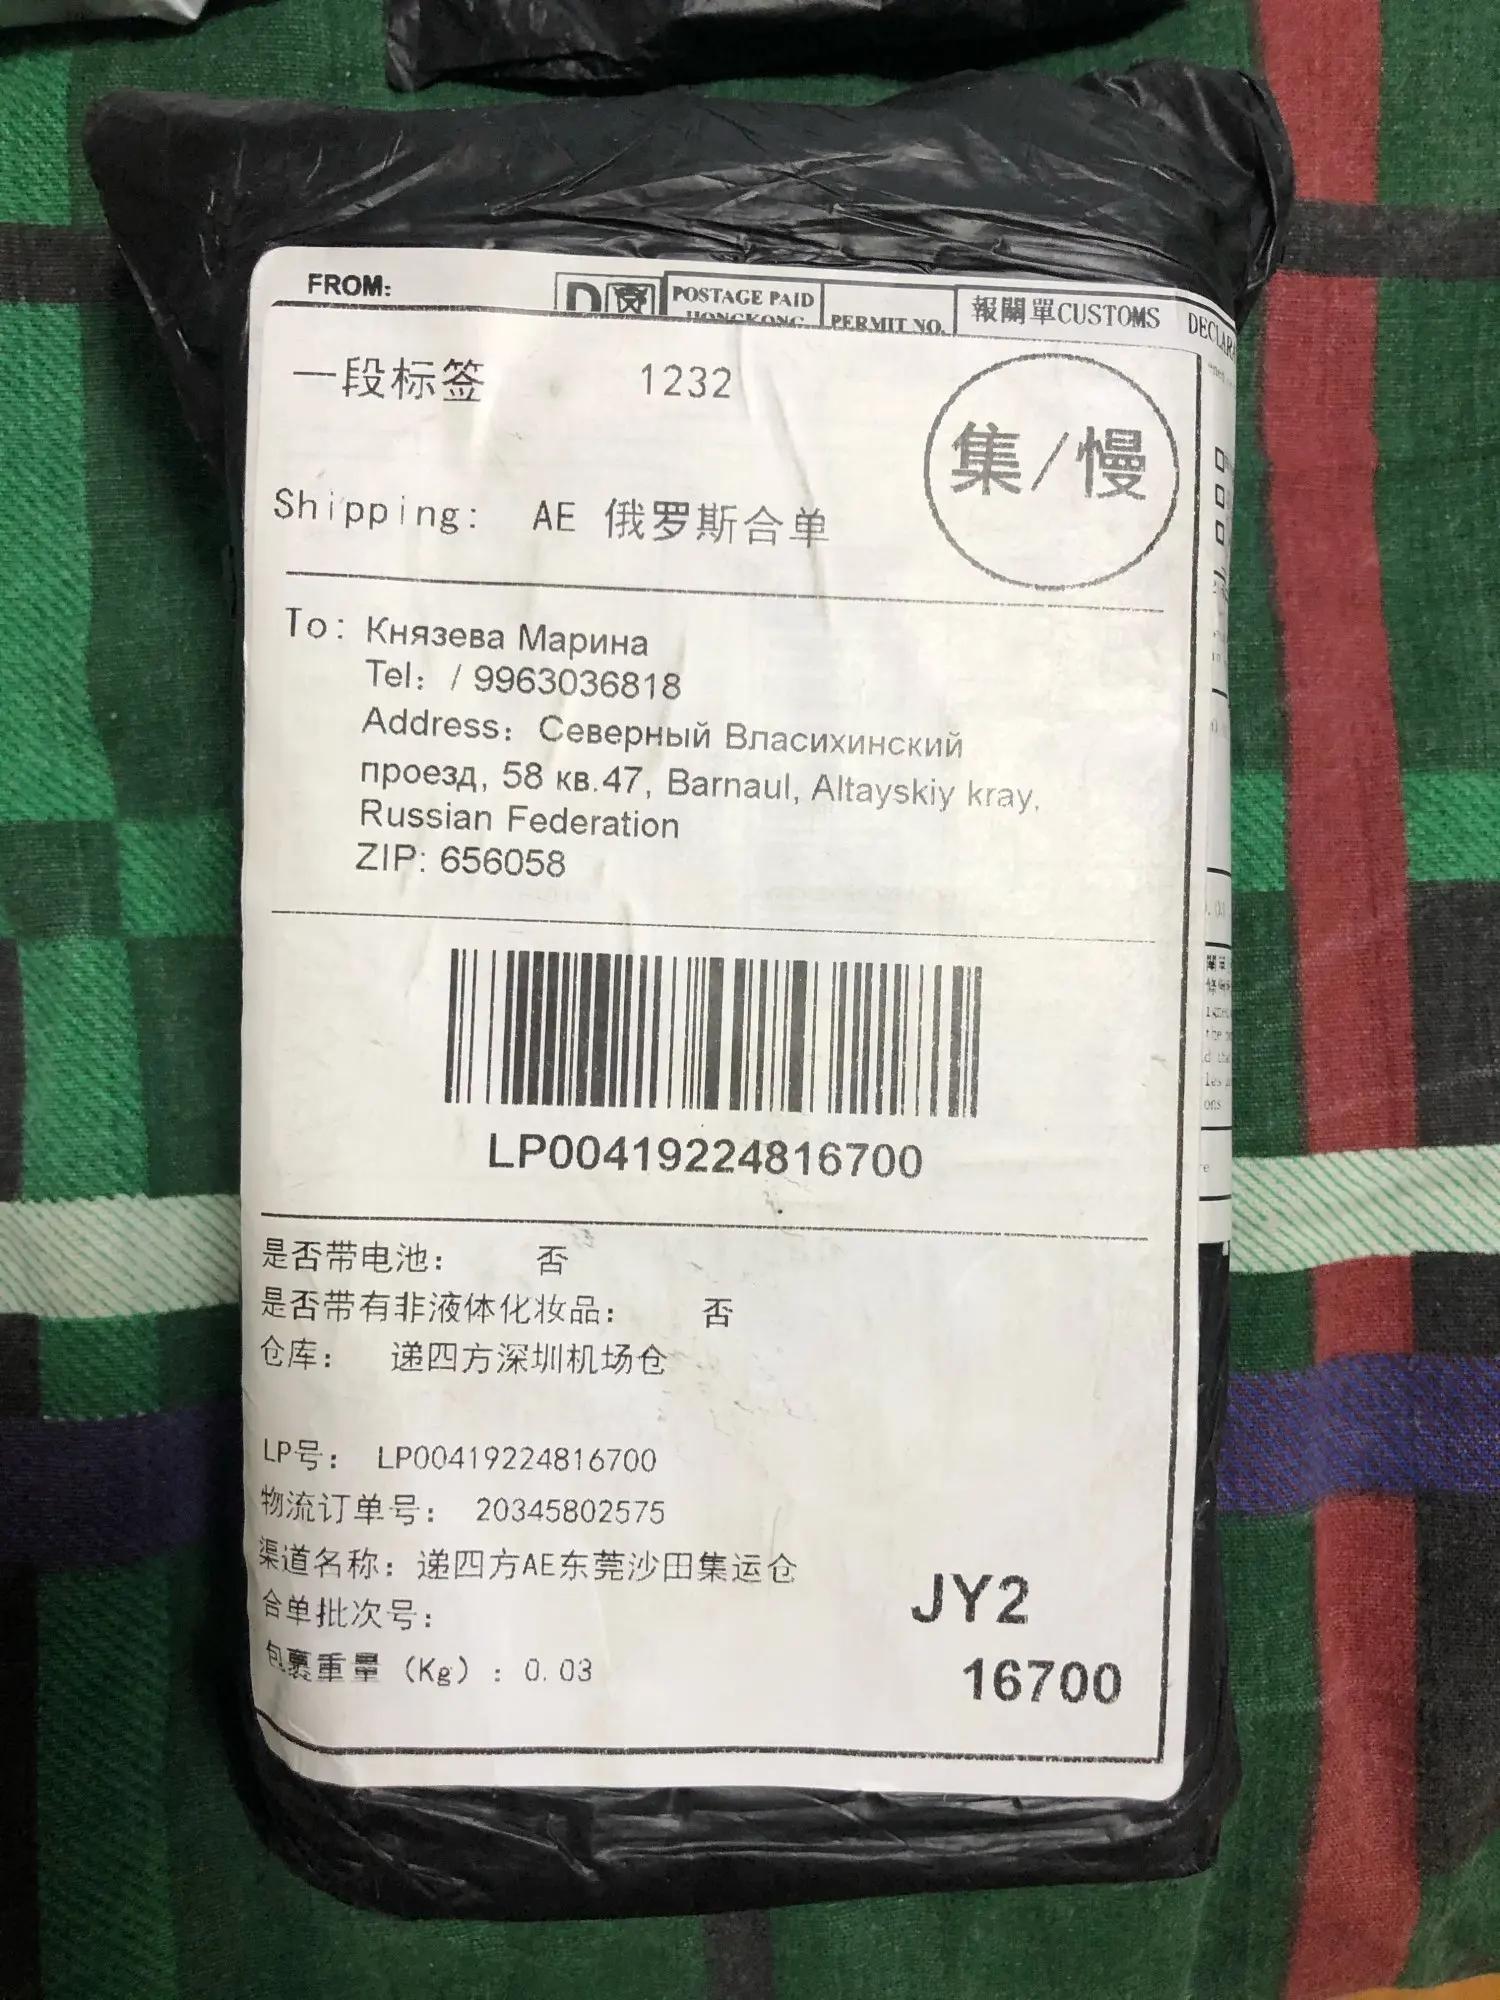 FROM:
POSTAGE PAID
HONGKONG
PERMIT NO.
報關單CUSTOMS
一段标签 1232
集/慢
Shipping: AE 俄罗斯合单
To: Князева Марина
Tel: / 9963036818
Address: Северный Власихинский
проезд, 58 кв.47, Barnaul, Altayskiy kray,
Russian Federation
ZIP: 656058
LP00419224816700
是否带电池: 否
是否带有非液体化妆品: 否
仓库: 递四方深圳机场仓
LP号: LP00419224816700
物流订单号: 20345802575
渠道名称: 递四方AE东莞沙田集运仓
合单批次号:
包裹重量 (Kg) : 0.03
JY2
16700